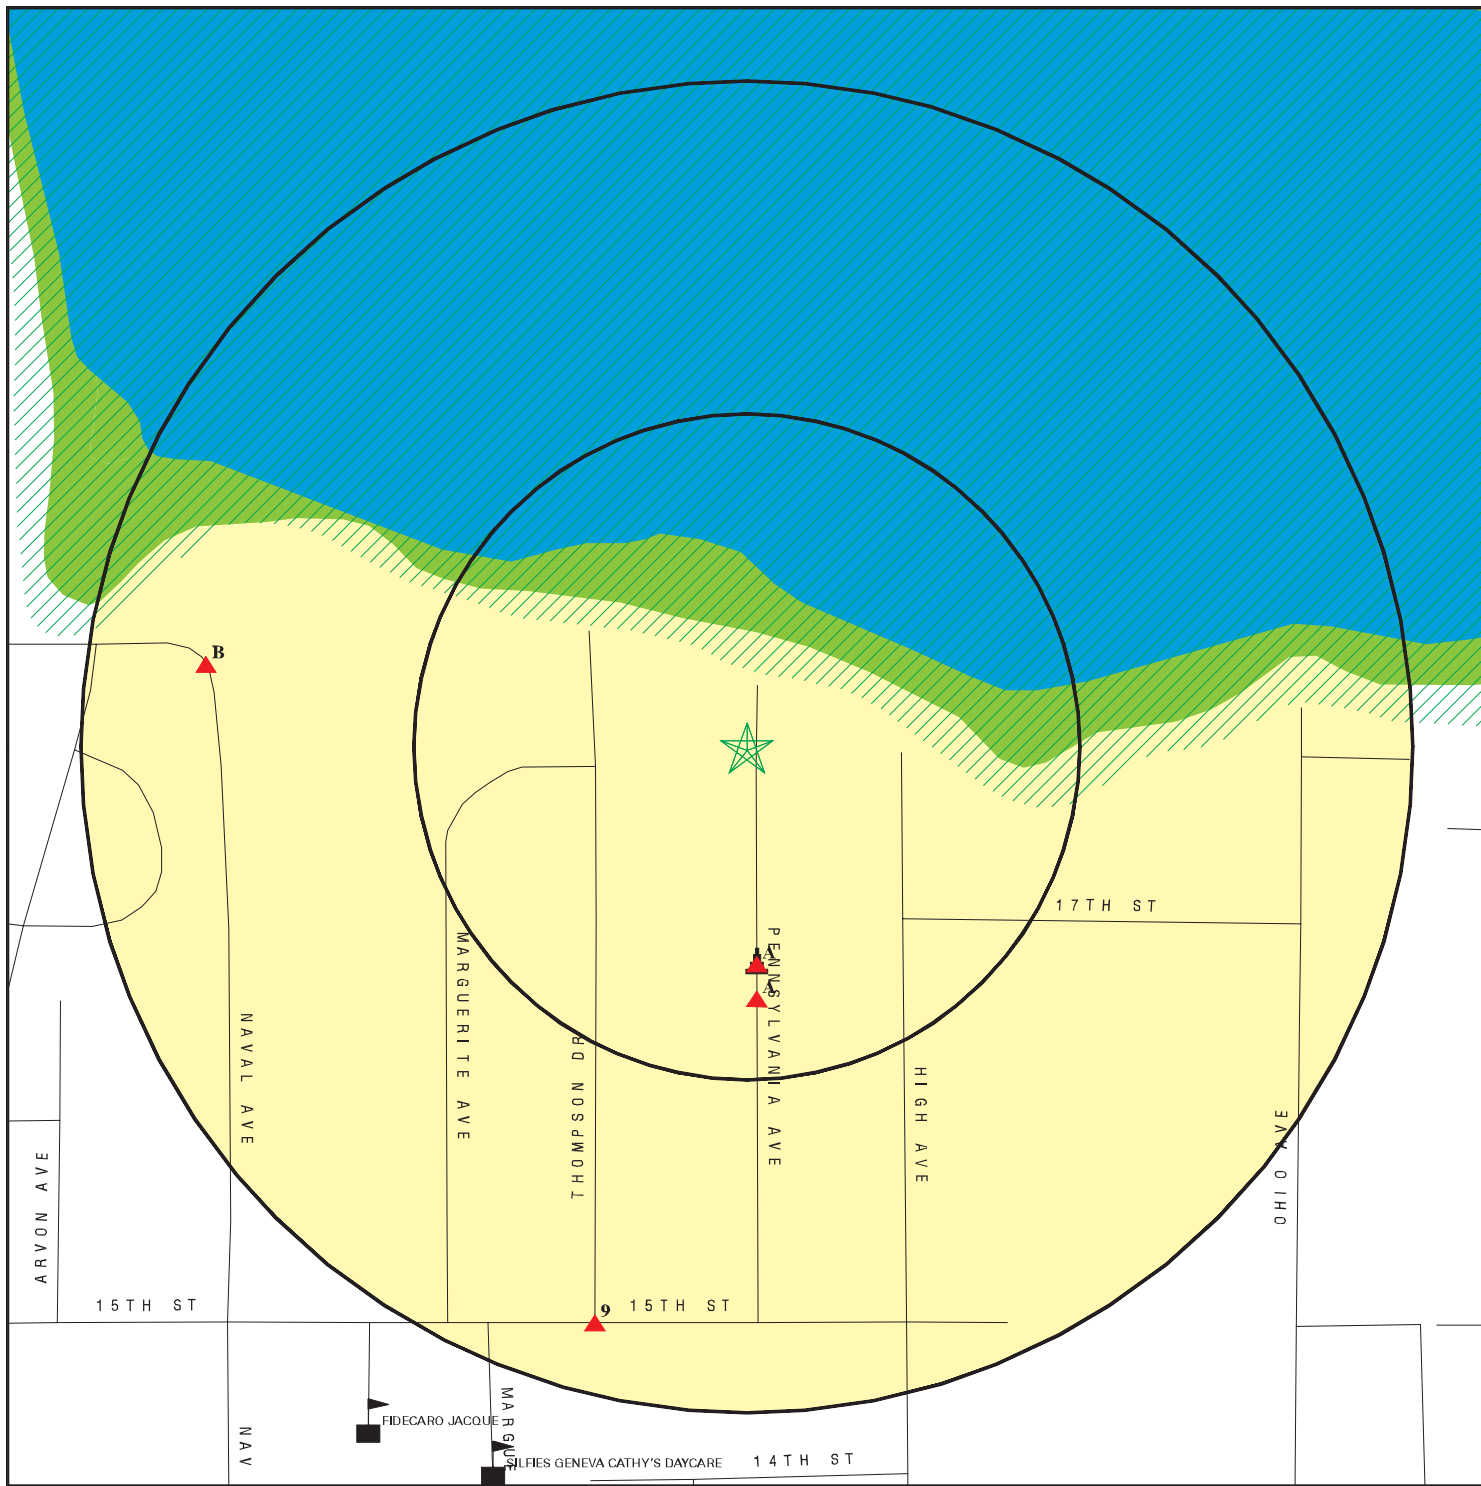 B
A
A
17TH ST
PENNSYLVANIA AVE
MARGUERITE AVE
NAVAL AVE
THOMPSON DR
HIGH AVE
OHIO AVE
ARVON AVE
15TH ST
9
15TH ST
MARGUE
FIDECARO JACQUE
NAV
SILFIES GENEVA CATHY'S DAYCARE
14TH ST